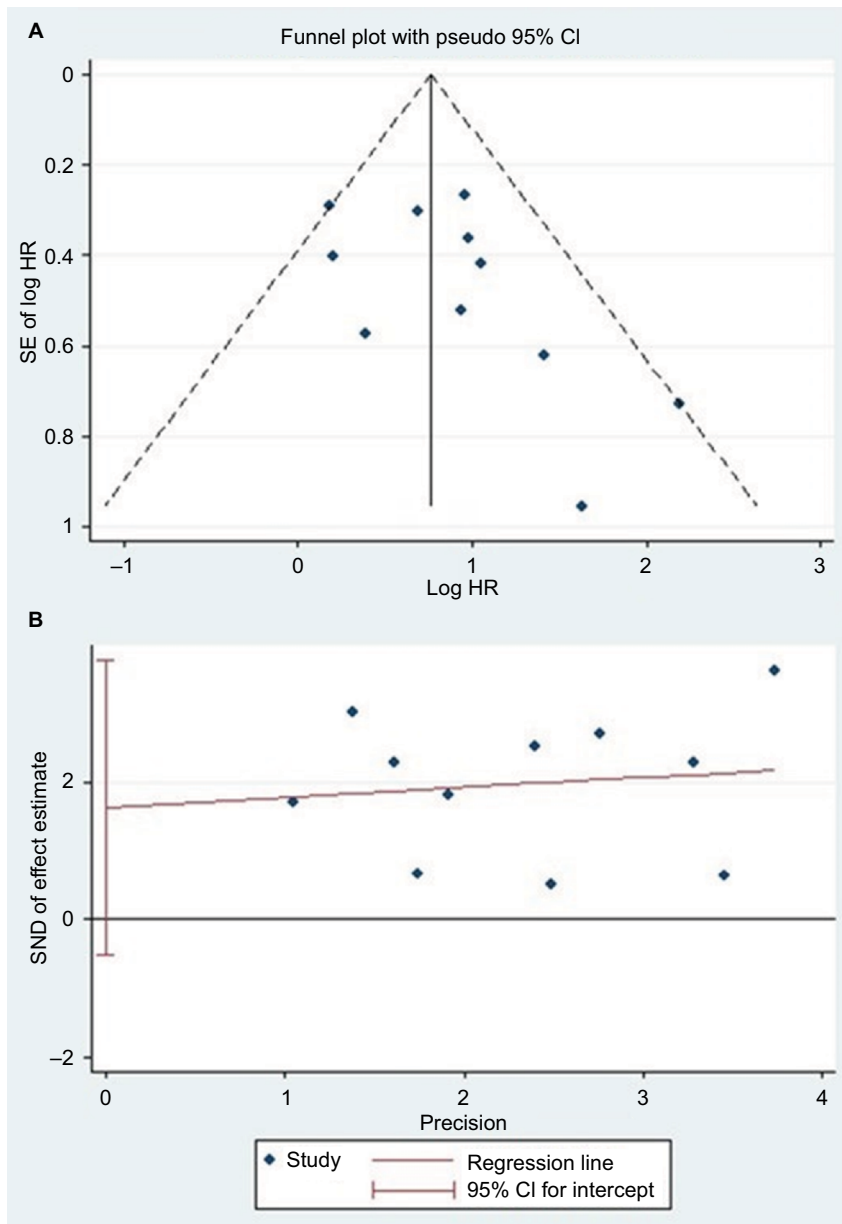 A
Funnel plot with pseudo 95% CI
0
0.2
0.4
0.6
0.8
1
SE of log HR
–1 0 1 2 3
Log HR
B
2
0
–2
SND of effect estimate
0 1 2 3 4
Precision
Study
Regression line
95% CI for intercept